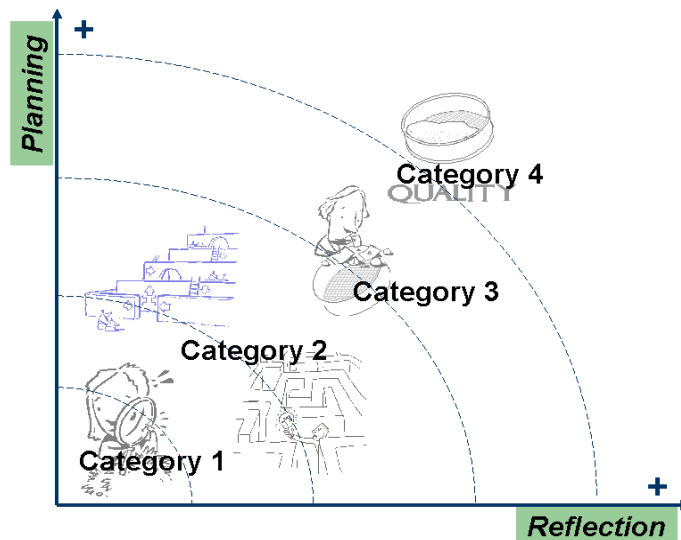 +
Planning
Category 4
QUALITY
Category 3
Category 2
Category 1
+
Reflection